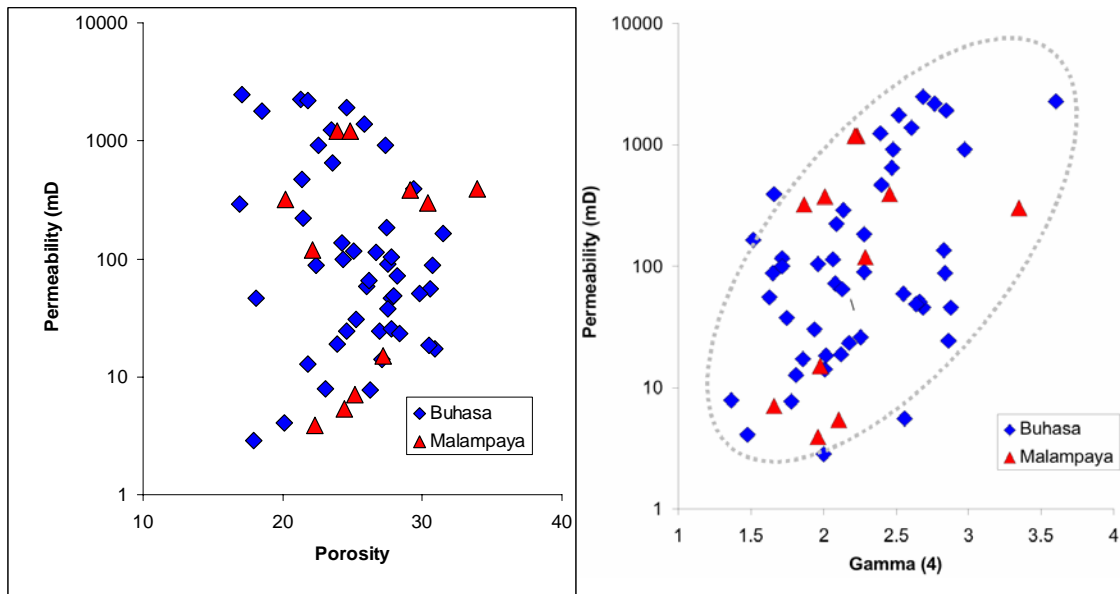 10000
1000
100
10
1
Permeability (mD)
10 20 30 40
Porosity
Buhasa
Malampaya
10000
1000
100
10
1
Permeability (mD)
1 1.5 2 2.5 3 3.5 4
Gamma (4)
Buhasa
Malampaya